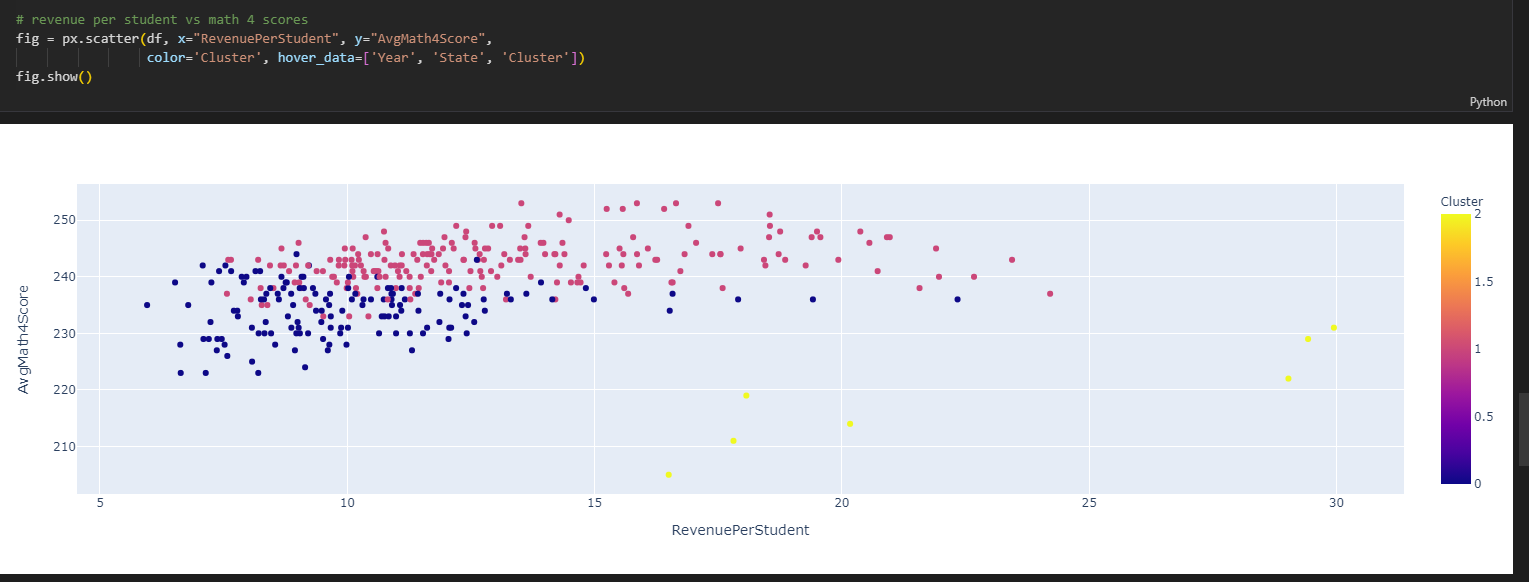 # revenue per student vs math 4 scores
fig = px.scatter(df, x="RevenuePerStudent", y="AvgMath4Score",
color='Cluster', hover_data=['Year', 'State', 'Cluster'])
fig.show()
Python
Cluster
2
1.5
1
0.5
0
AvgMath4Score
250
240
230
220
210
5 10 15 20 25 30
RevenuePerStudent